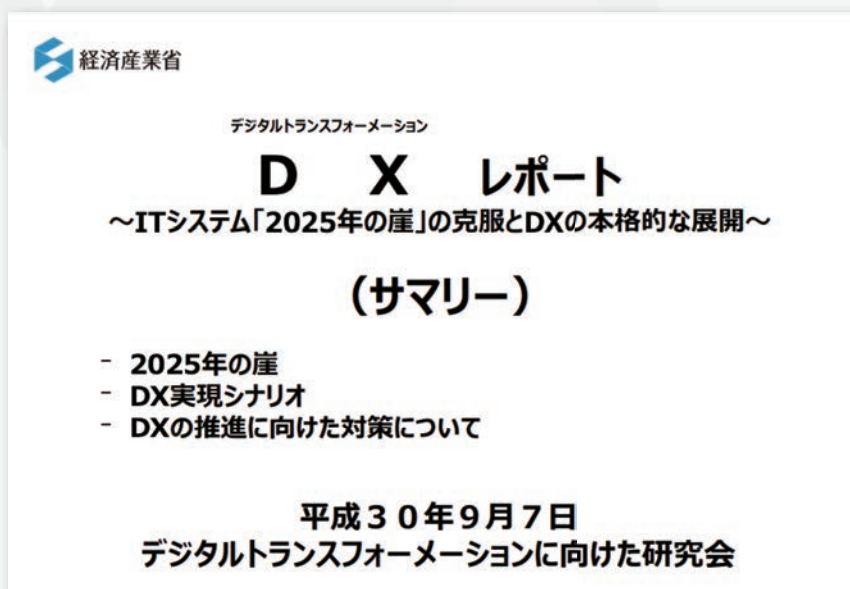 経済産業省
デジタルトランスフォーメーション
D X レポート
～ITシステム「2025年の崖」の克服とDXの本格的な展開～
（サマリー）
- 2025年の崖
- DX実現シナリオ
- DXの推進に向けた対策について
平成３０年９月７日
デジタルトランスフォーメーションに向けた研究会